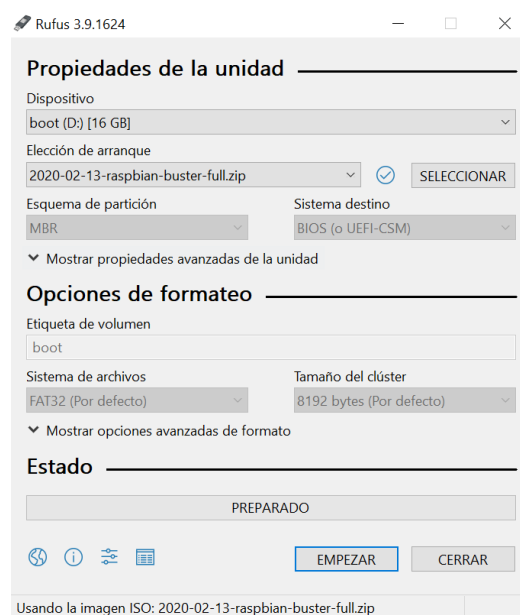 Rufus 3.9.1624
Propiedades de la unidad
Dispositivo
boot (D:) [16 GB]
Elección de arranque
2020-02-13-raspbian-buster-full.zip
SELECCIONAR
Esquema de partición
Sistema destino
MBR
BIOS (o UEFI-CSM)
Mostrar propiedades avanzadas de la unidad
Opciones de formateo
Etiqueta de volumen
boot
Sistema de archivos
Tamaño del clúster
FAT32 (Por defecto)
8192 bytes (Por defecto)
Mostrar opciones avanzadas de formato
Estado
PREPARADO
EMPEZAR
CERRAR
Usando la imagen ISO: 2020-02-13-raspbian-buster-full.zip